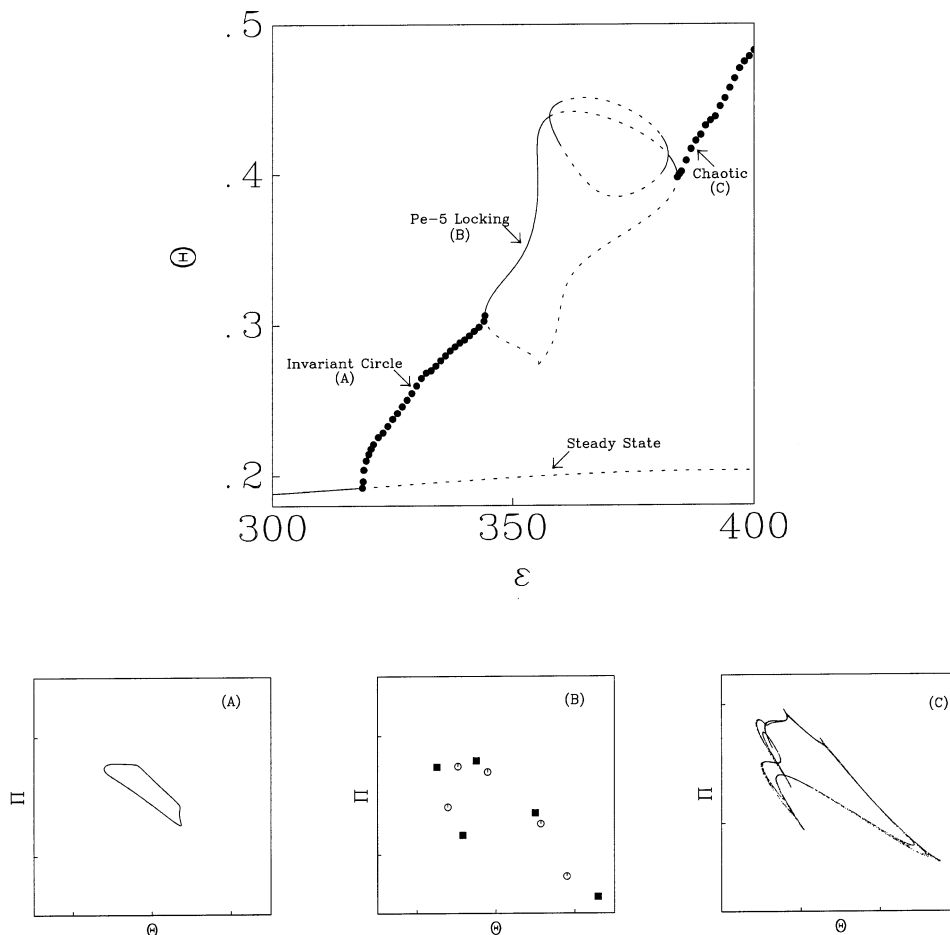 .5
.4
.3
.2
Θ
Chaotic
(C)
Pe-5 Locking
(B)
Invariant Circle
(A)
Steady State
300
350
400
ε
(A)
(B)
(C)
Π
Π
Π
Θ
Θ
Θ